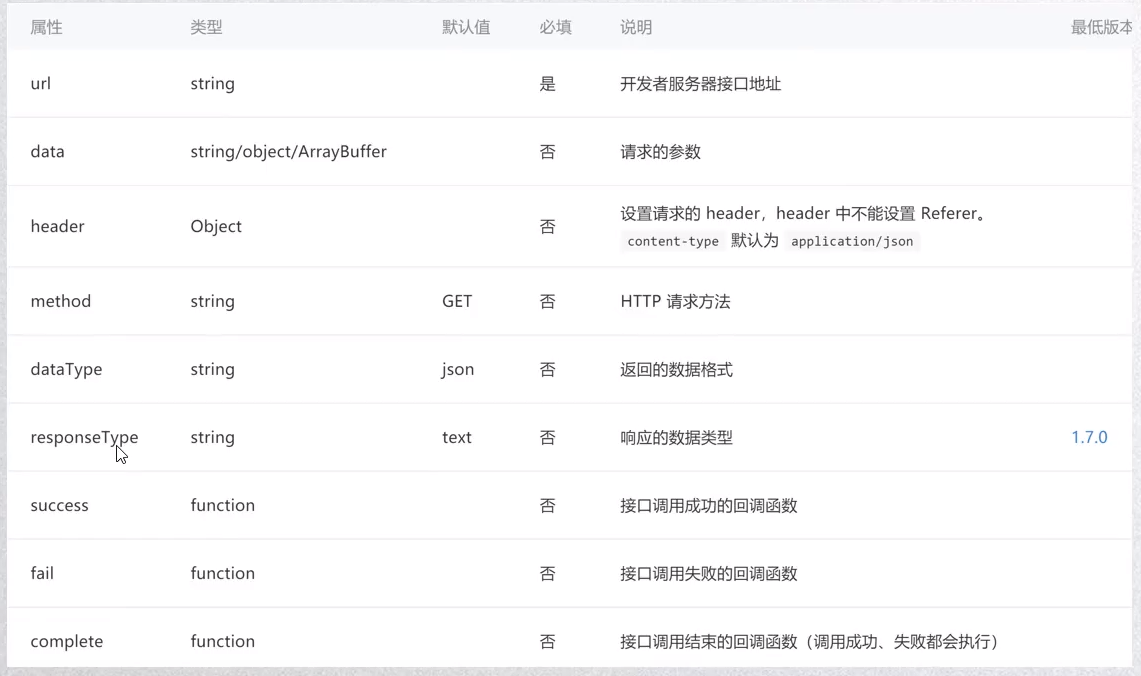 属性 类型 默认值 必填 说明 最低版本
url string 是 开发者服务器接口地址
data string/object/ArrayBuffer 否 请求的参数
header Object 否 设置请求的 header，header 中不能设置 Referer。
content-type 默认为 application/json
method string GET 否 HTTP 请求方法
dataType string json 否 返回的数据格式
responseType string text 否 响应的数据类型 1.7.0
success function 否 接口调用成功的回调函数
fail function 否 接口调用失败的回调函数
complete function 否 接口调用结束的回调函数（调用成功、失败都会执行）